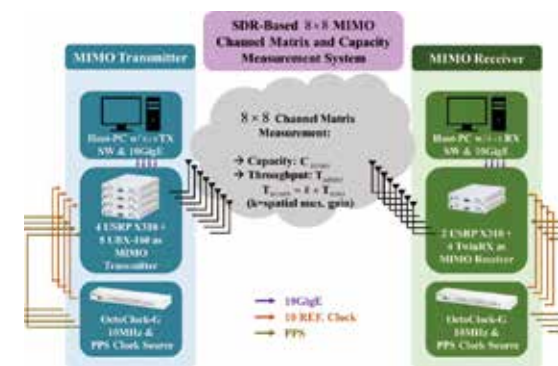 SDR-Based 8×8 MIMO
Channel Matrix and Capacity
Measurement System
MIMO Transmitter
Host-PC w/ TX
SW & 10GigE
4 USRP X310 +
8 UBX-160 as
MIMO
Transmitter
OctoClock-G
10MHz &
PPS Clock Source
8 × 8 Channel Matrix
Measurement:
→ Capacity: C
→ Throughput: T
= k × T
(k=spatial mux. gain)
10GigE
10 REF. Clock
PPS
MIMO Receiver
Host-PC w/ RX
SW & 10GigE
2 USRP X310 +
4 TwinRX as
MIMO Receiver
OctoClock-G
10MHz &
PPS Clock Source